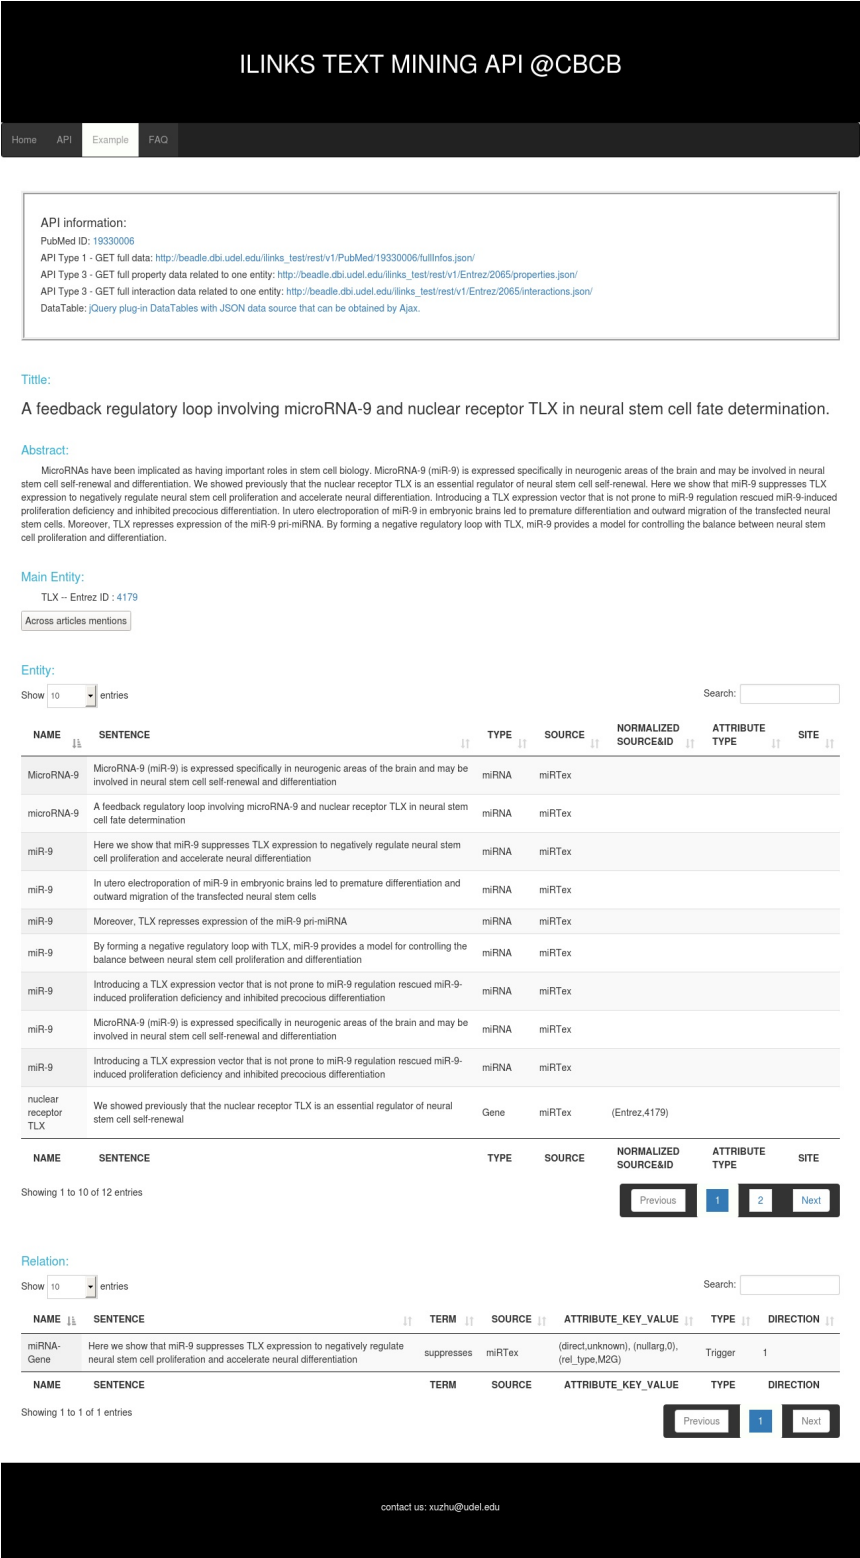 ILINKS TEXT MINING API @CBCB
Home API Example FAQ
API information:
PubMed ID: 19330006
API Type 1 - GET full data: http://beadle.dbi.udel.edu/ilinks_test/rest/v1/PubMed/19330006/fullInfos.json/
API Type 3 - GET full property data related to one entity: http://beadle.dbi.udel.edu/ilinks_test/rest/v1/Entrez/2065/properties.json/
API Type 3 - GET full interaction data related to one entity: http://beadle.dbi.udel.edu/ilinks_test/rest/v1/Entrez/2065/interactions.json/
DataTable: jQuery plug-in DataTables with JSON data source that can be obtained by Ajax.
Tittle:
A feedback regulatory loop involving microRNA-9 and nuclear receptor TLX in neural stem cell fate determination.
Abstract:
MicroRNAs have been implicated as having important roles in stem cell biology. MicroRNA-9 (miR-9) is expressed specifically in neurogenic areas of the brain and may be involved in neural
stem cell self-renewal and differentiation. We showed previously that the nuclear receptor TLX is an essential regulator of neural stem cell self-renewal. Here we show that miR-9 suppresses TLX
expression to negatively regulate neural stem cell proliferation and accelerate neural differentiation. Introducing a TLX expression vector that is not prone to miR-9 regulation rescued miR-9-induced
proliferation deficiency and inhibited precocious differentiation. In utero electroporation of miR-9 in embryonic brains led to premature differentiation and outward migration of the transfected neural
stem cells. Moreover, TLX represses expression of the miR-9 pri-miRNA. By forming a negative regulatory loop with TLX, miR-9 provides a model for controlling the balance between neural stem
cell proliferation and differentiation.
Main Entity:
TLX -- Entrez ID : 4179
Across articles mentions
Entity:
Show 10 entries Search:
NAME SENTENCE TYPE SOURCE NORMALIZED SOURCE&ID ATTRIBUTE TYPE SITE
MicroRNA-9 MicroRNA-9 (miR-9) is expressed specifically in neurogenic areas of the brain and may be miRNA miRTex
involved in neural stem cell self-renewal and differentiation
microRNA-9 A feedback regulatory loop involving microRNA-9 and nuclear receptor TLX in neural stem miRNA miRTex
cell fate determination
miR-9 Here we show that miR-9 suppresses TLX expression to negatively regulate neural stem miRNA miRTex
cell proliferation and accelerate neural differentiation
miR-9 In utero electroporation of miR-9 in embryonic brains led to premature differentiation and miRNA miRTex
outward migration of the transfected neural stem cells
miR-9 Moreover, TLX represses expression of the miR-9 pri-miRNA miRNA miRTex
miR-9 By forming a negative regulatory loop with TLX, miR-9 provides a model for controlling the miRNA miRTex
balance between neural stem cell proliferation and differentiation
miR-9 Introducing a TLX expression vector that is not prone to miR-9 regulation rescued miR-9- miRNA miRTex
induced proliferation deficiency and inhibited precocious differentiation
miR-9 MicroRNA-9 (miR-9) is expressed specifically in neurogenic areas of the brain and may be miRNA miRTex
involved in neural stem cell self-renewal and differentiation
miR-9 Introducing a TLX expression vector that is not prone to miR-9 regulation rescued miR-9- miRNA miRTex
induced proliferation deficiency and inhibited precocious differentiation
nuclear receptor TLX We showed previously that the nuclear receptor TLX is an essential regulator of neural Gene miRTex (Entrez,4179)
stem cell self-renewal
NAME SENTENCE TYPE SOURCE NORMALIZED SOURCE&ID ATTRIBUTE TYPE SITE
Showing 1 to 10 of 12 entries Previous 1 2 Next
Relation:
Show 10 entries Search:
NAME SENTENCE TERM SOURCE ATTRIBUTE_KEY_VALUE TYPE DIRECTION
miRNA- Here we show that miR-9 suppresses TLX expression to negatively regulate suppresses miRTex (direct,unknown), (nullarg,0), Trigger 1
Gene neural stem cell proliferation and accelerate neural differentiation (rel_type,M2G)
NAME SENTENCE TERM SOURCE ATTRIBUTE_KEY_VALUE TYPE DIRECTION
Showing 1 to 1 of 1 entries Previous 1 Next
contact us: xuzhu@udel.edu